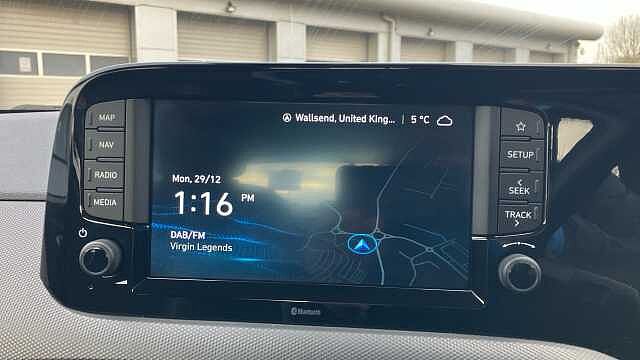 MAP
NAV
RADIO
MEDIA
Wallsend, United King... | 5 °C
Mon, 29/12
1:16 PM
DAB/FM
Virgin Legends
☆
SETUP
<
SEEK
TRACK
>
Bluetooth